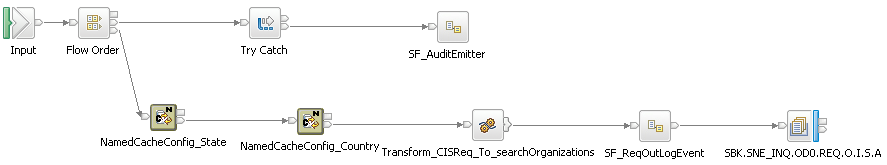 Input
Flow Order
Try Catch
SF_AuditEmitter
N
NamedCacheConfig_State
N
NamedCacheConfig_Country
Transform_CISReq_To_searchOrganizations
SF_ReqOutLogEvent
SBK.SNE_INQ.OD0.REQ.O.I.S.A